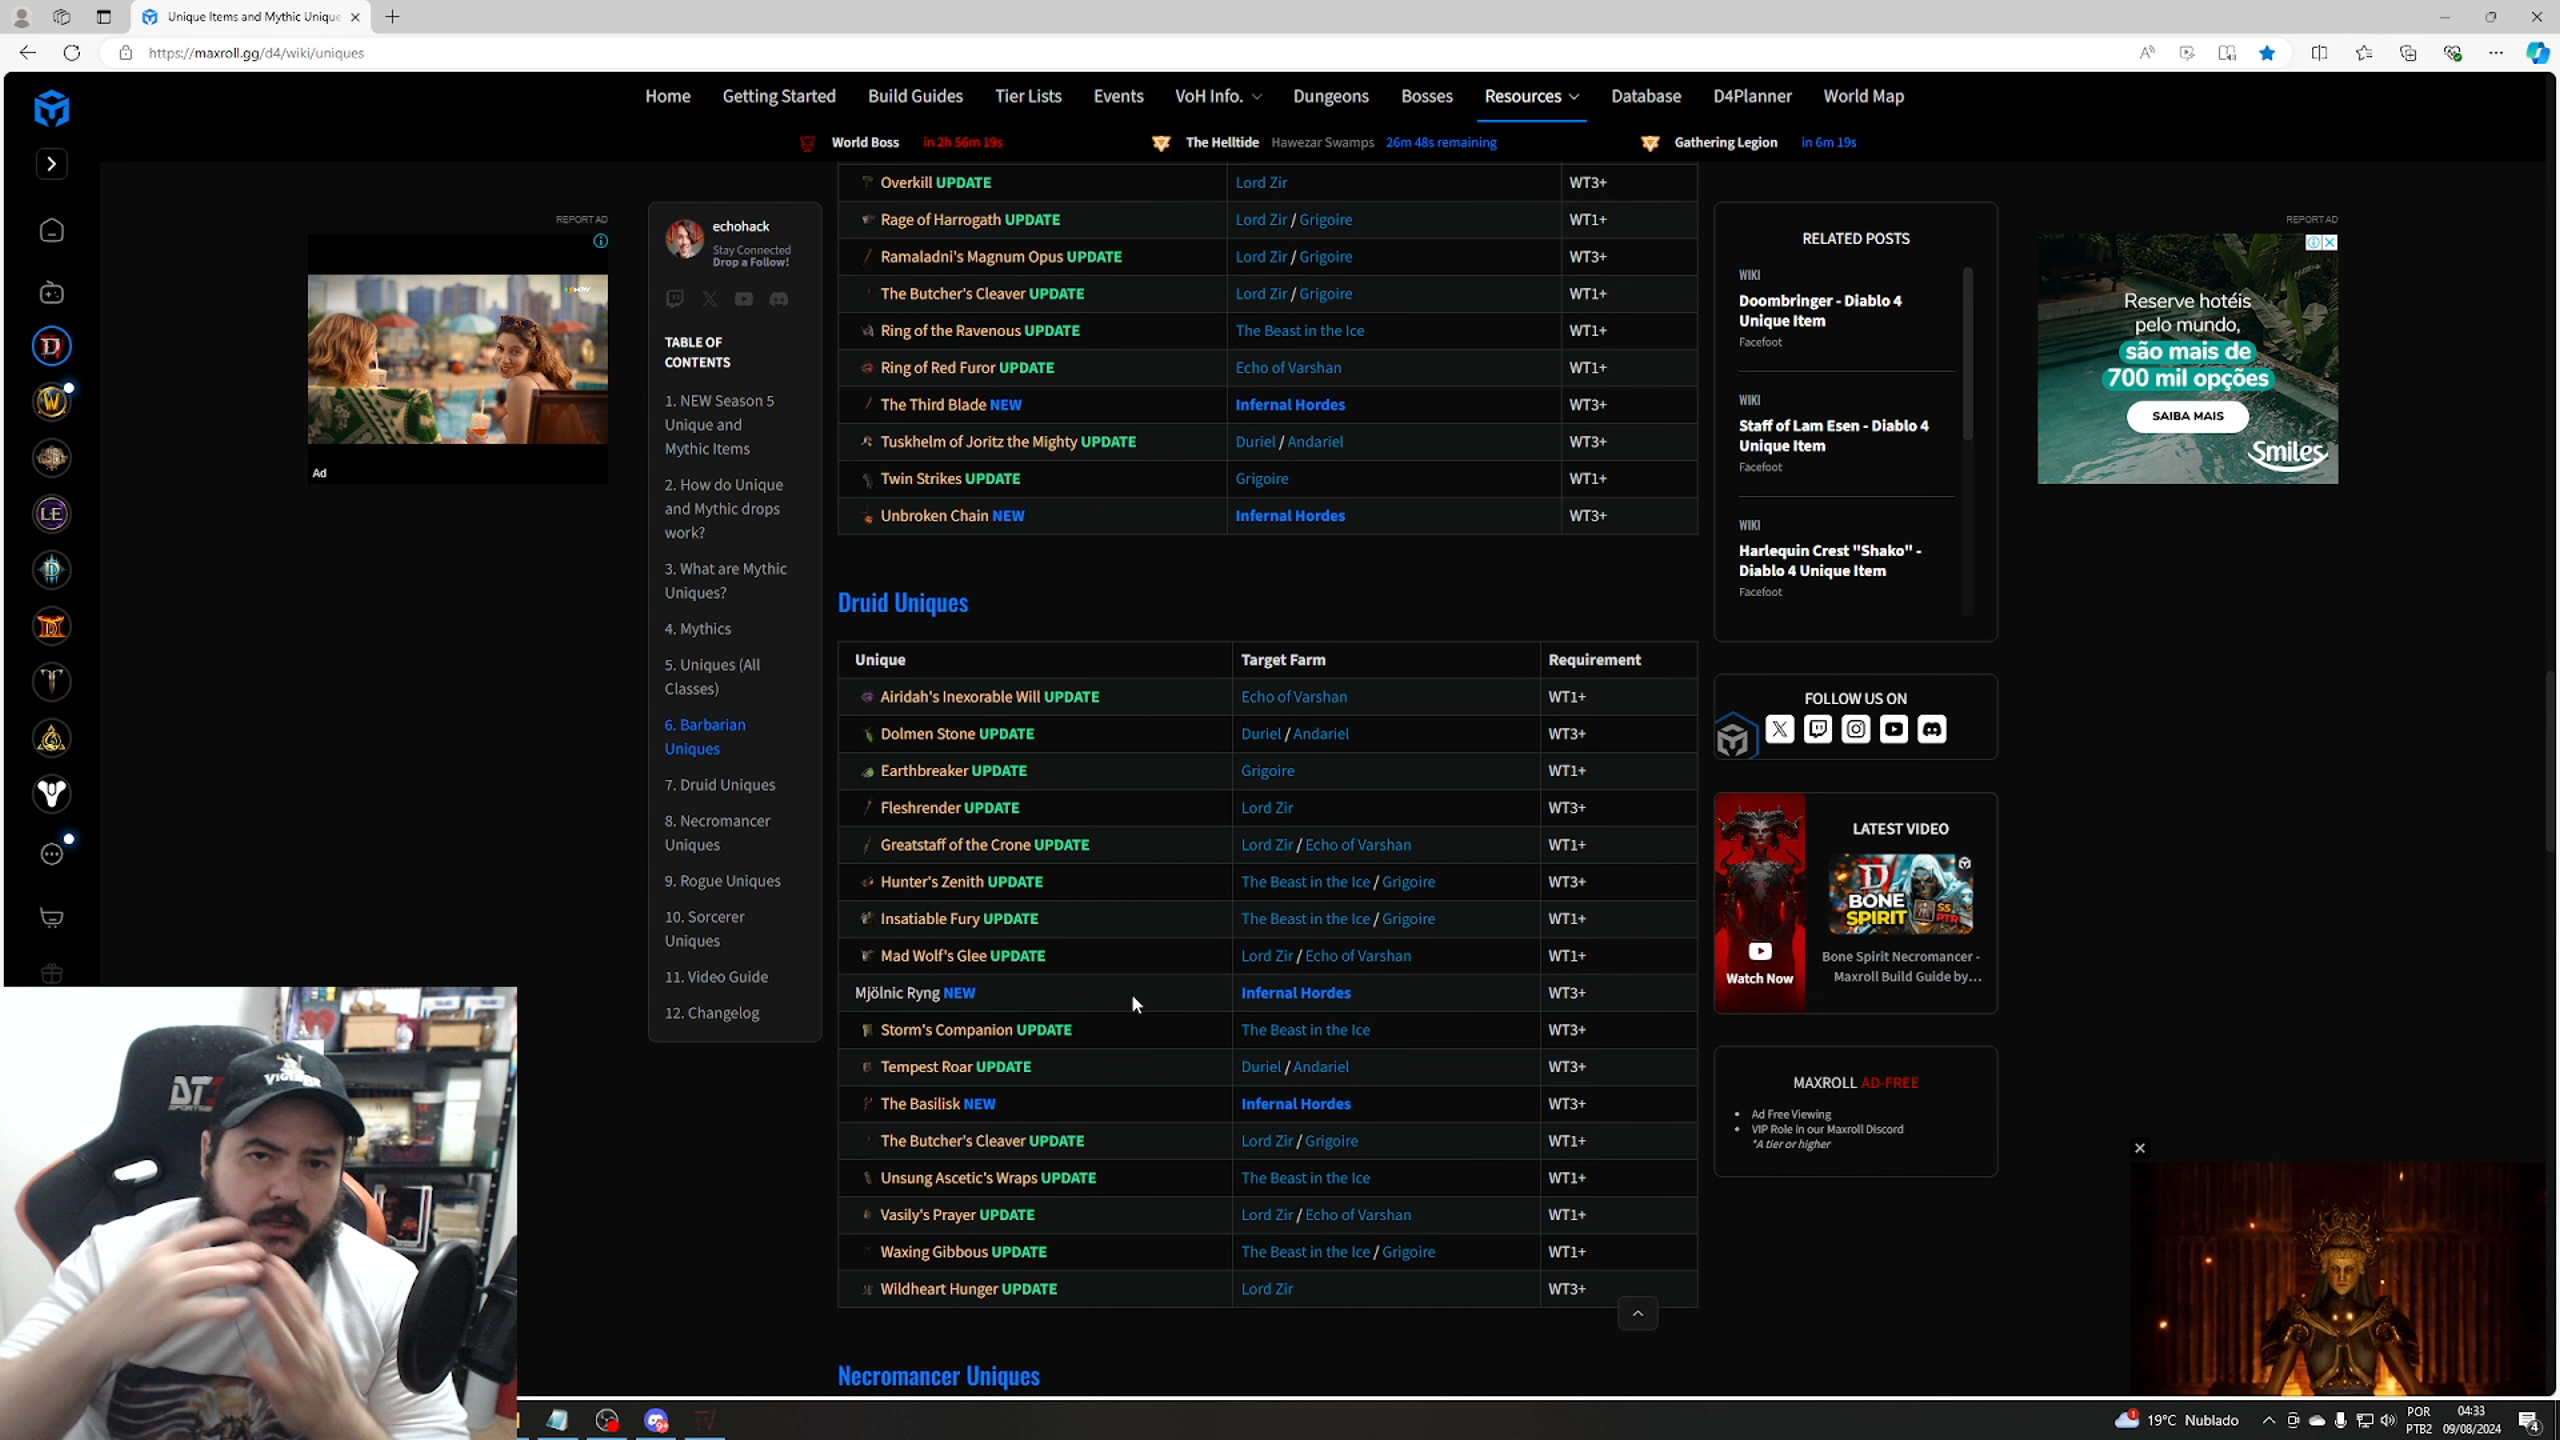 Unique Items and Mythic Unique
https://maxroll.gg/d4/wiki/uniques
Home
Getting Started
Build Guides
Tier Lists
Events
VoH Info.
Dungeons
Bosses
Resources
Database
D4Planner
World Map
World Boss in 2h 56m 19s
The Helltide Hawezar Swamps 26m 48s remaining
Gathering Legion in 6m 19s
REPORT AD
Ad
echohack
Stay Connected
Drop a Follow!
TABLE OF
CONTENTS
1. NEW Season 5
Unique and
Mythic Items
2. How do Unique
and Mythic drops
work?
3. What are Mythic
Uniques?
4. Mythics
5. Uniques (All
Classes)
6. Barbarian
Uniques
7. Druid Uniques
8. Necromancer
Uniques
9. Rogue Uniques
10. Sorcerer
Uniques
11. Video Guide
12. Changelog
Overkill UPDATE Lord Zir WT3+
Rage of Harrogath UPDATE Lord Zir / Grigoire WT1+
Ramaladni's Magnum Opus UPDATE Lord Zir / Grigoire WT3+
The Butcher's Cleaver UPDATE Lord Zir / Grigoire WT1+
Ring of the Ravenous UPDATE The Beast in the Ice WT1+
Ring of Red Furor UPDATE Echo of Varshan WT1+
The Third Blade NEW Infernal Hordes WT3+
Tuskhelm of Joritz the Mighty UPDATE Duriel / Andariel WT3+
Twin Strikes UPDATE Grigoire WT1+
Unbroken Chain NEW Infernal Hordes WT3+
Druid Uniques
Unique Target Farm Requirement
Airidah's Inexorable Will UPDATE Echo of Varshan WT1+
Dolmen Stone UPDATE Duriel / Andariel WT3+
Earthbreaker UPDATE Grigoire WT1+
Fleshrender UPDATE Lord Zir WT3+
Greatstaff of the Crone UPDATE Lord Zir / Echo of Varshan WT1+
Hunter's Zenith UPDATE The Beast in the Ice / Grigoire WT3+
Insatiable Fury UPDATE The Beast in the Ice / Grigoire WT1+
Mad Wolf's Glee UPDATE Lord Zir / Echo of Varshan WT1+
Mjölnic Ryng NEW Infernal Hordes WT3+
Storm's Companion UPDATE The Beast in the Ice WT3+
Tempest Roar UPDATE Duriel / Andariel WT3+
The Basilisk NEW Infernal Hordes WT3+
The Butcher's Cleaver UPDATE Lord Zir / Grigoire WT1+
Unsung Ascetic's Wraps UPDATE The Beast in the Ice WT1+
Vasily's Prayer UPDATE Lord Zir / Echo of Varshan WT1+
Waxing Gibbous UPDATE The Beast in the Ice / Grigoire WT1+
Wildheart Hunger UPDATE Lord Zir WT3+
Necromancer Uniques
RELATED POSTS
WIKI
Doombringer - Diablo 4
Unique Item
Facefoot
WIKI
Staff of Lam Esen - Diablo 4
Unique Item
Facefoot
WIKI
Harlequin Crest "Shako" -
Diablo 4 Unique Item
Facefoot
FOLLOW US ON
LATEST VIDEO
BONE
SPIRIT
S5
PTR
Watch Now
Bone Spirit Necromancer -
Maxroll Build Guide by...
MAXROLL AD-FREE
Ad Free Viewing
VIP Role in our Maxroll Discord
*A tier or higher
REPORT AD
Reserve hotéis
pelo mundo,
são mais de
700 mil opções
SAIBA MAIS
Smiles
19°C Nublado
POR
PTB2
04:33
09/08/2024
4